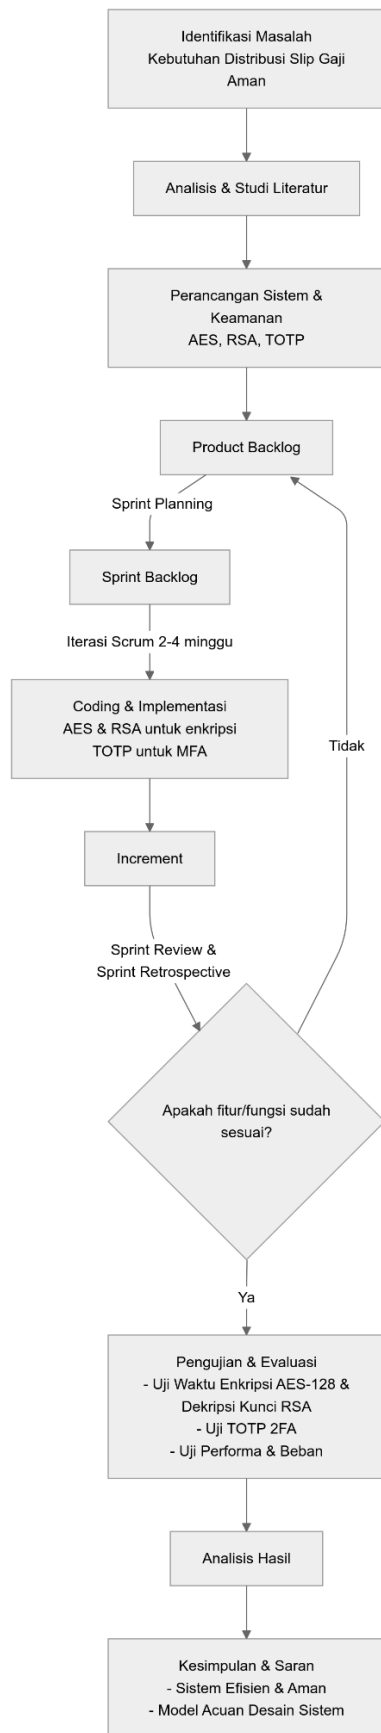 Identifikasi Masalah
Kebutuhan Distribusi Slip Gaji
Aman
Analisis & Studi Literatur
Perancangan Sistem &
Keamanan
AES, RSA, TOTP
Product Backlog
Sprint Planning
Sprint Backlog
Iterasi Scrum 2-4 minggu
Coding & Implementasi
AES & RSA untuk enkripsi
TOTP untuk MFA
Tidak
Increment
Sprint Review &
Sprint Retrospective
Apakah fitur/fungsi sudah
sesuai?
Ya
Pengujian & Evaluasi
- Uji Waktu Enkripsi AES-128 &
Dekripsi Kunci RSA
- Uji TOTP 2FA
- Uji Performa & Beban
Analisis Hasil
Kesimpulan & Saran
- Sistem Efisien & Aman
- Model Acuan Desain Sistem